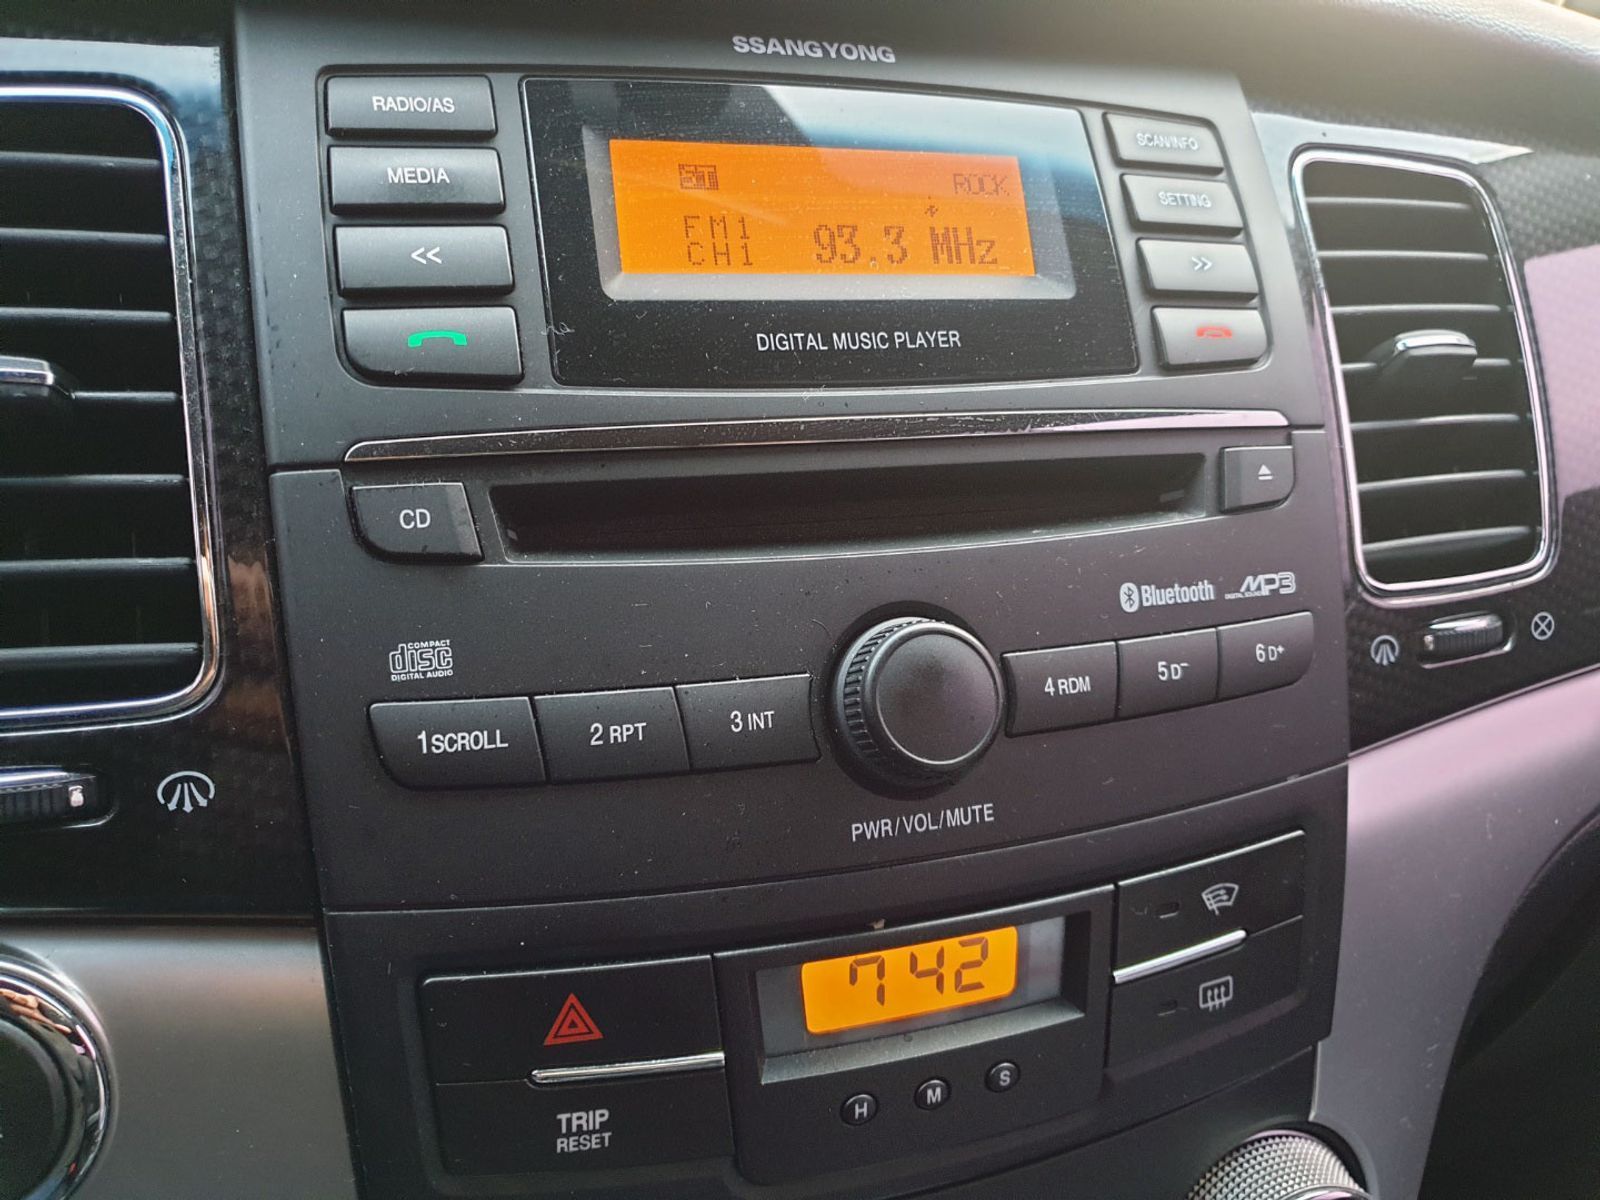 SSANGYONG
RADIO/AS
MEDIA
<<
ST
ROCK
FM1
CH1 93.3 MHz
DIGITAL MUSIC PLAYER
SCAN/INFO
SETTING
>>
CD
Bluetooth
MP3
COMPACT
disc
DIGITAL AUDIO
1 SCROLL
2 RPT
3 INT
4 RDM
5 D-
6 D+
PWR/VOL/MUTE
7 42
H
M
S
TRIP
RESET